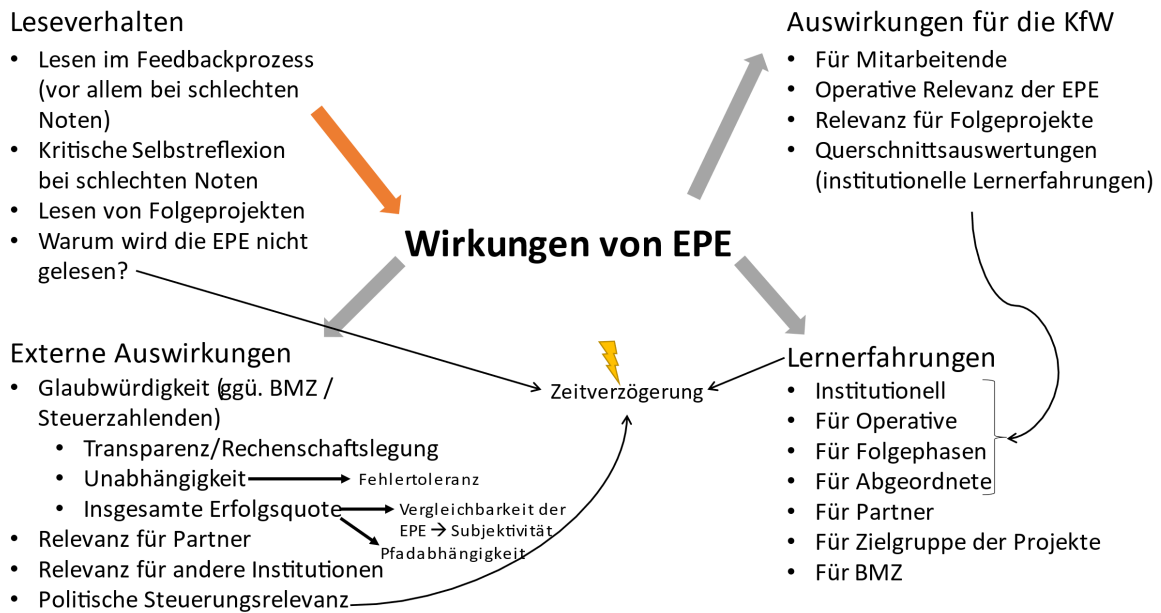 Leseverhalten
• Lesen im Feedbackprozess
(vor allem bei schlechten
Noten)
• Kritische Selbstreflexion
bei schlechten Noten
• Lesen von Folgeprojekten
• Warum wird die EPE nicht
gelesen?
Auswirkungen für die KfW
• Für Mitarbeitende
• Operative Relevanz der EPE
• Relevanz für Folgeprojekte
• Querschnittsauswertungen
(institutionelle Lernerfahrungen)
Wirkungen von EPE
Externe Auswirkungen
• Glaubwürdigkeit (ggü. BMZ /
Steuerzahlenden)
• Transparenz/Rechenschaftslegung
• Unabhängigkeit
Fehlertoleranz
• Insgesamte Erfolgsquote
Vergleichbarkeit der
EPE → Subjektivität
Pfadabhängigkeit
• Relevanz für Partner
• Relevanz für andere Institutionen
• Politische Steuerungsrelevanz
Zeitverzögerung
Lernerfahrungen
• Institutionell
• Für Operative
• Für Folgephasen
• Für Abgeordnete
• Für Partner
• Für Zielgruppe der Projekte
• Für BMZ